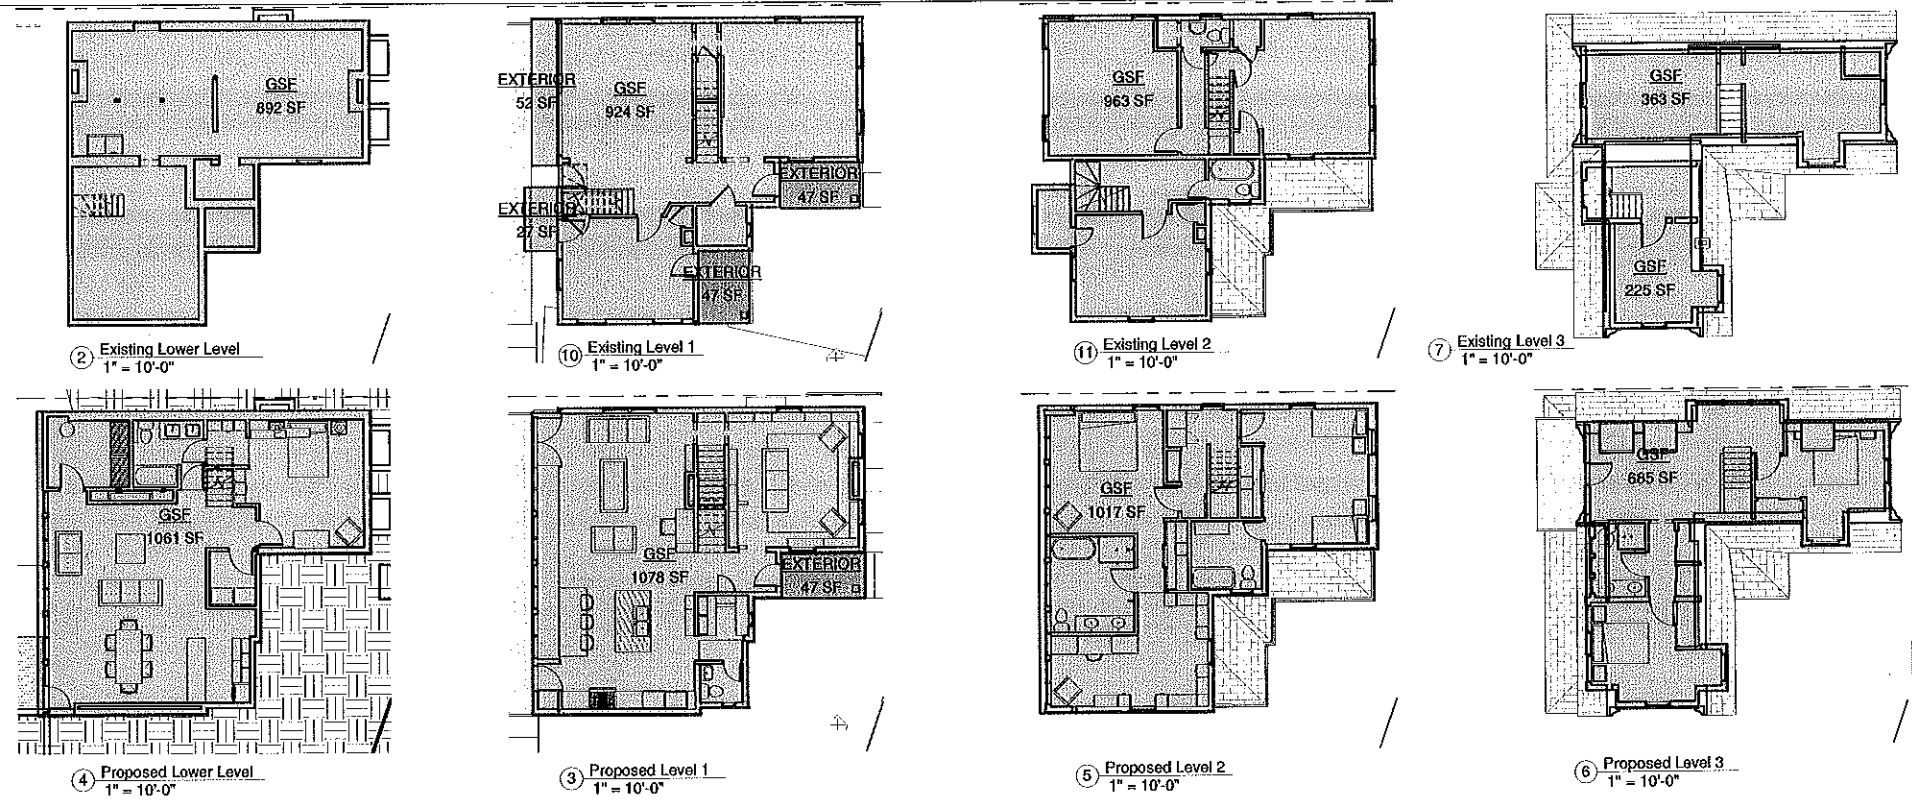 GSF
892 SF
2 Existing Lower Level
1" = 10'-0"
EXTERIOR
52 SF
GSF
924 SF
EXTERIOR
47 SF
EXTERIOR
27 SF
EXTERIOR
47 SF
10 Existing Level 1
1" = 10'-0"
GSF
963 SF
11 Existing Level 2
1" = 10'-0"
GSF
363 SF
GSF
225 SF
7 Existing Level 3
1" = 10'-0"
GSF
1061 SF
4 Proposed Lower Level
1" = 10'-0"
GSF
1078 SF
EXTERIOR
47 SF
3 Proposed Level 1
1" = 10'-0"
GSF
1017 SF
5 Proposed Level 2
1" = 10'-0"
GSF
685 SF
6 Proposed Level 3
1" = 10'-0"